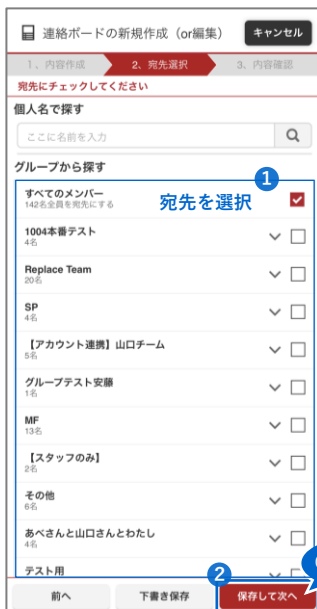 連絡ボードの新規作成（or編集）
キャンセル
1、内容作成
2、宛先選択
3、内容確認
宛先にチェックしてください
個人名で探す
ここに名前を入力
グループから探す
1
すべてのメンバー
142名全員を宛先にする
宛先を選択
1004本番テスト
4名
Replace Team
20名
SP
4名
【アカウント連携】山口チーム
5名
グループテスト安藤
1名
MF
13名
【スタッフのみ】
2名
その他
6名
あべさんと山口さんとわたし
4名
テスト用
2
前へ
下書き保存
保存して次へ